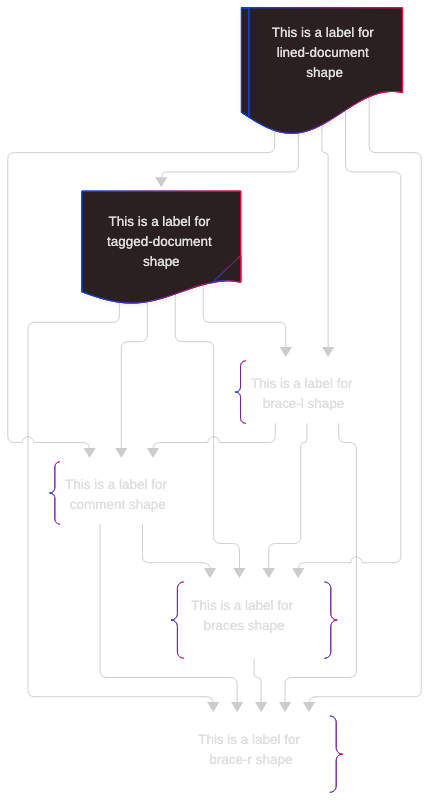 This is a label for
lined-document
shape
This is a label for
tagged-document
shape
This is a label for
brace-l shape
This is a label for
comment shape
This is a label for
braces shape
This is a label for
brace-r shape